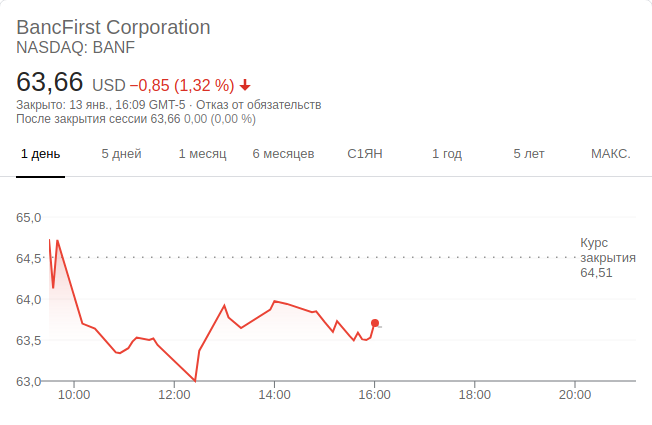 BancFirst Corporation
NASDAQ: BANF
63,66 USD −0,85 (1,32 %)
Закрыто: 13 янв., 16:09 GMT-5 · Отказ от обязательств
После закрытия сессии 63,66 0,00 (0,00 %)
1 день 5 дней 1 месяц 6 месяцев С1ЯН 1 год 5 лет МАКС.
65,0
Курс
64,5 закрытия
64,51
64,0
63,5
63,0
10:00 12:00 14:00 16:00 18:00 20:00